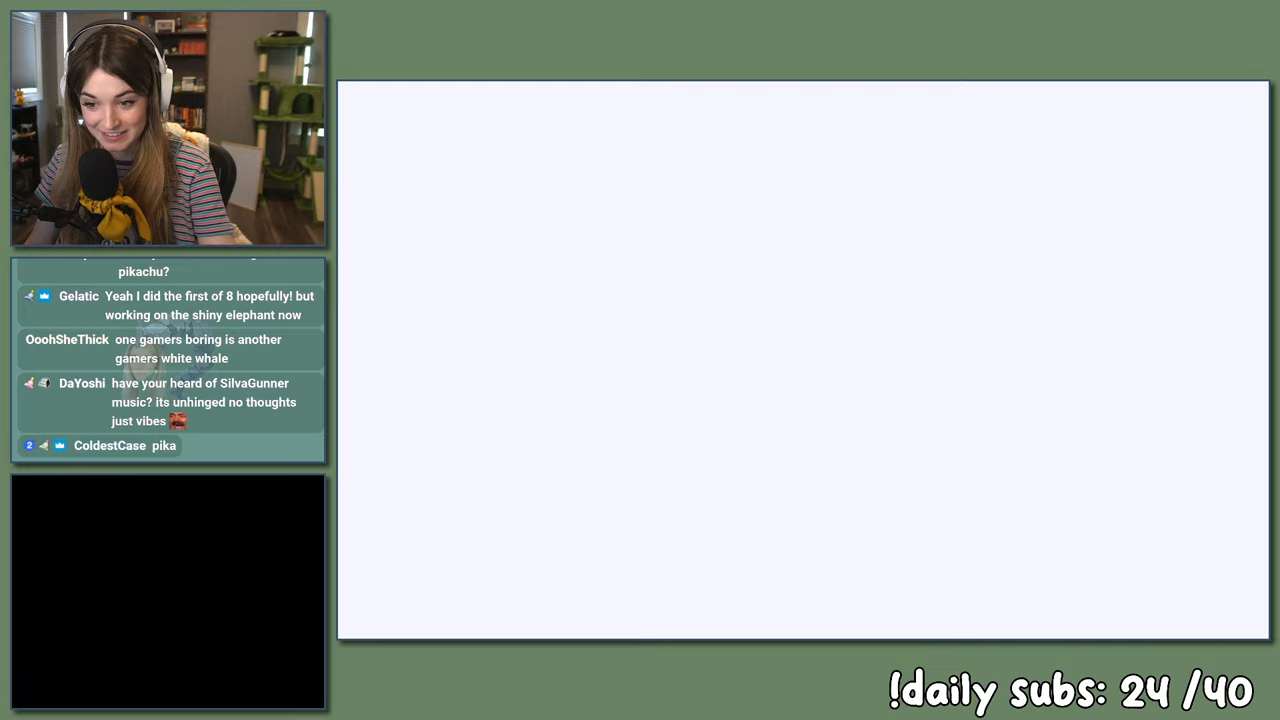 pikachu?
Gelatic Yeah I did the first of 8 hopefully! but
working on the shiny elephant now
OoohSheThick one gamers boring is another
gamers white whale
DaYoshi have your heard of SilvaGunner
music? its unhinged no thoughts
just vibes
2 ColdestCase pika
!daily subs: 24 /40